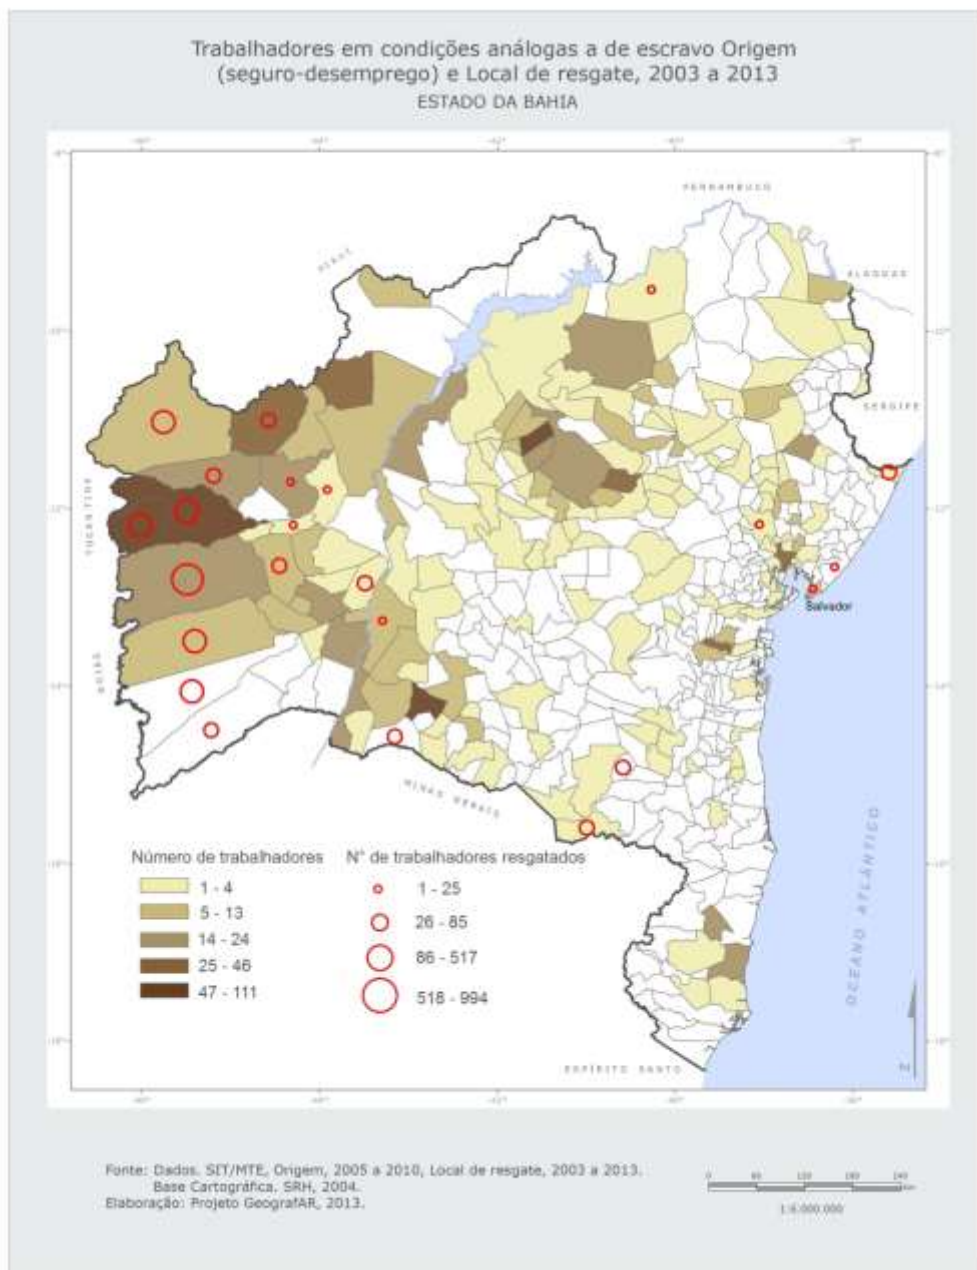 Trabalhadores em condições análogas a de escravo Origem
(seguro-desemprego) e Local de resgate, 2003 a 2013
ESTADO DA BAHIA
PERNAMBUCO
PIAUÍ
ALAGOAS
SERGIPE
TOCANTINS
Salvador
GOIÁS
MINAS GERAIS
OCEANO ATLÂNTICO
Número de trabalhadores
1 - 4
5 - 13
14 - 24
25 - 46
47 - 111
N° de trabalhadores resgatados
1 - 25
26 - 85
86 - 517
518 - 994
ESPÍRITO SANTO
N
Fonte: Dados. SIT/MTE, Origem, 2005 a 2010, Local de resgate, 2003 a 2013.
Base Cartográfica. SRH, 2004.
Elaboração: Projeto GeografAR, 2013.
1:6.000.000